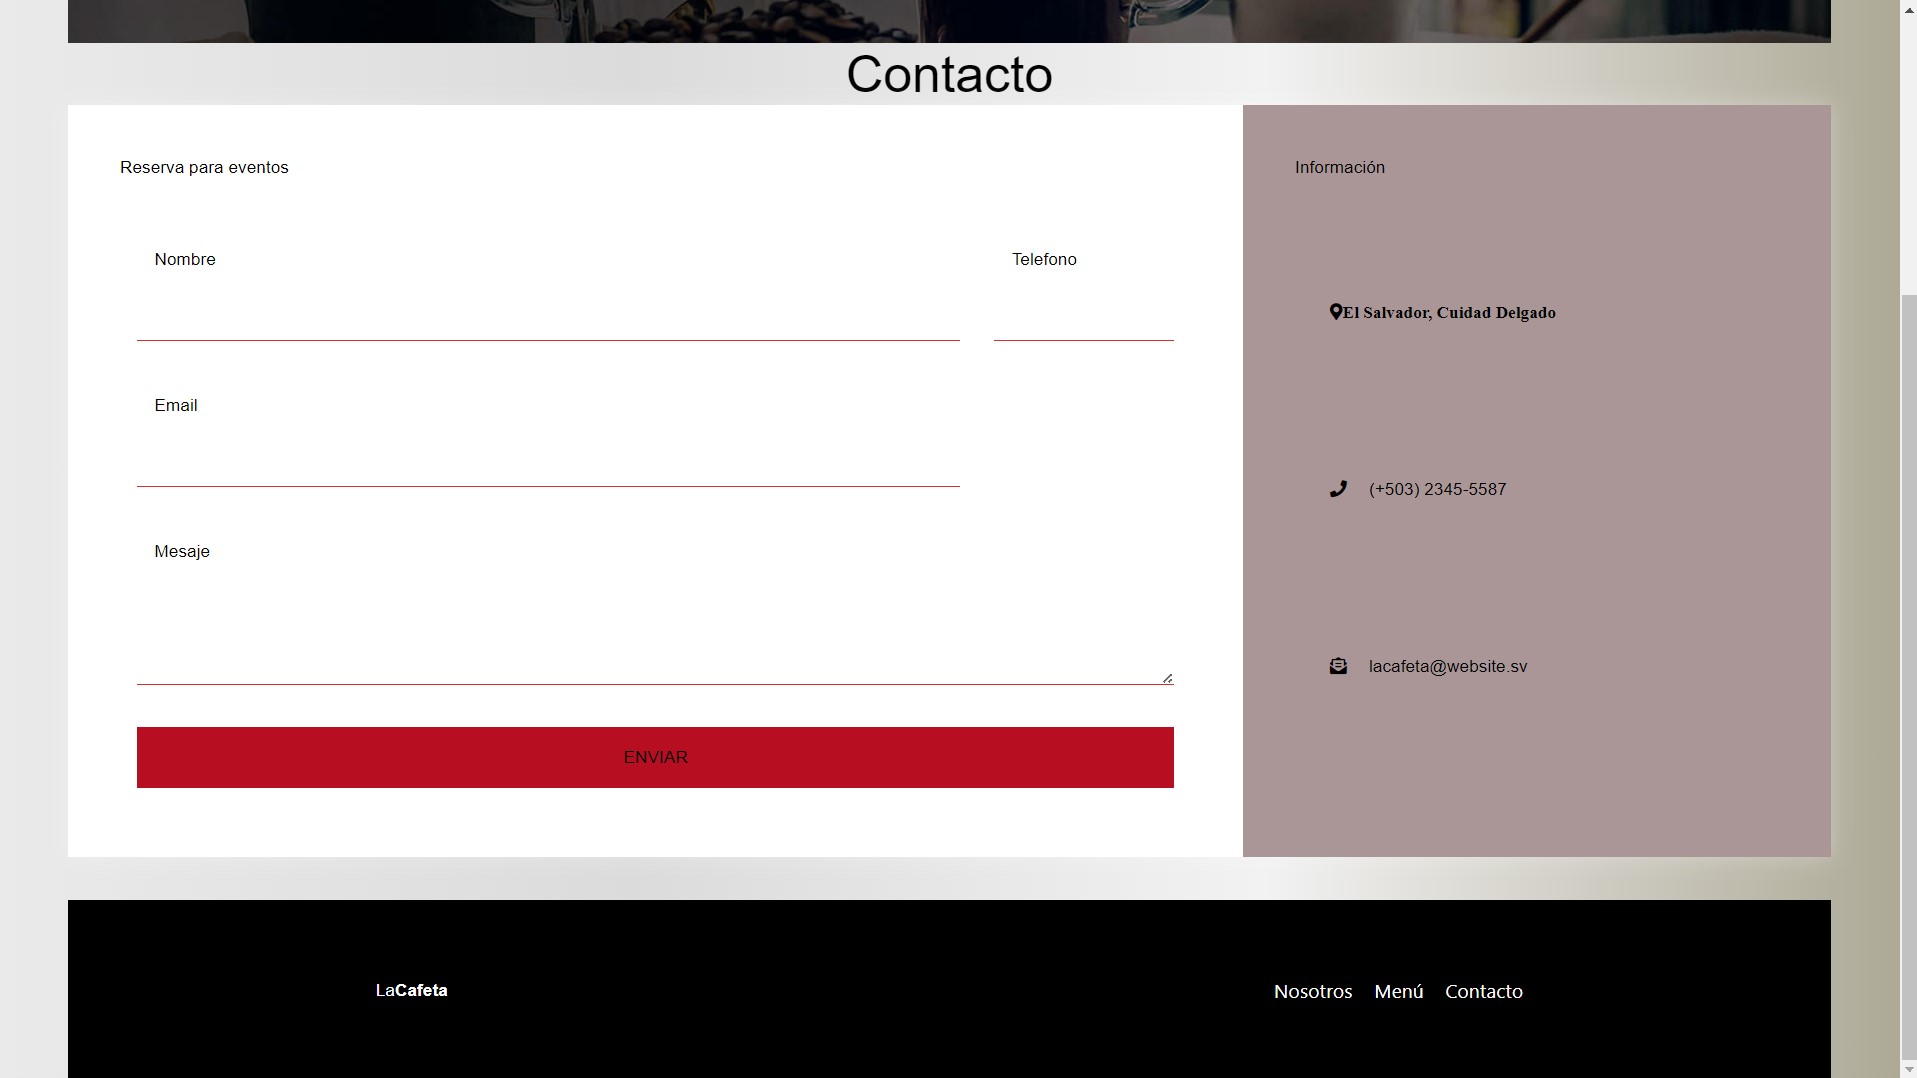 Contacto
Reserva para eventos
Nombre
Telefono
Email
Mesaje
ENVIAR
Información
El Salvador, Cuidad Delgado
(+503) 2345-5587
lacafeta@website.sv
LaCafeta
Nosotros Menú Contacto